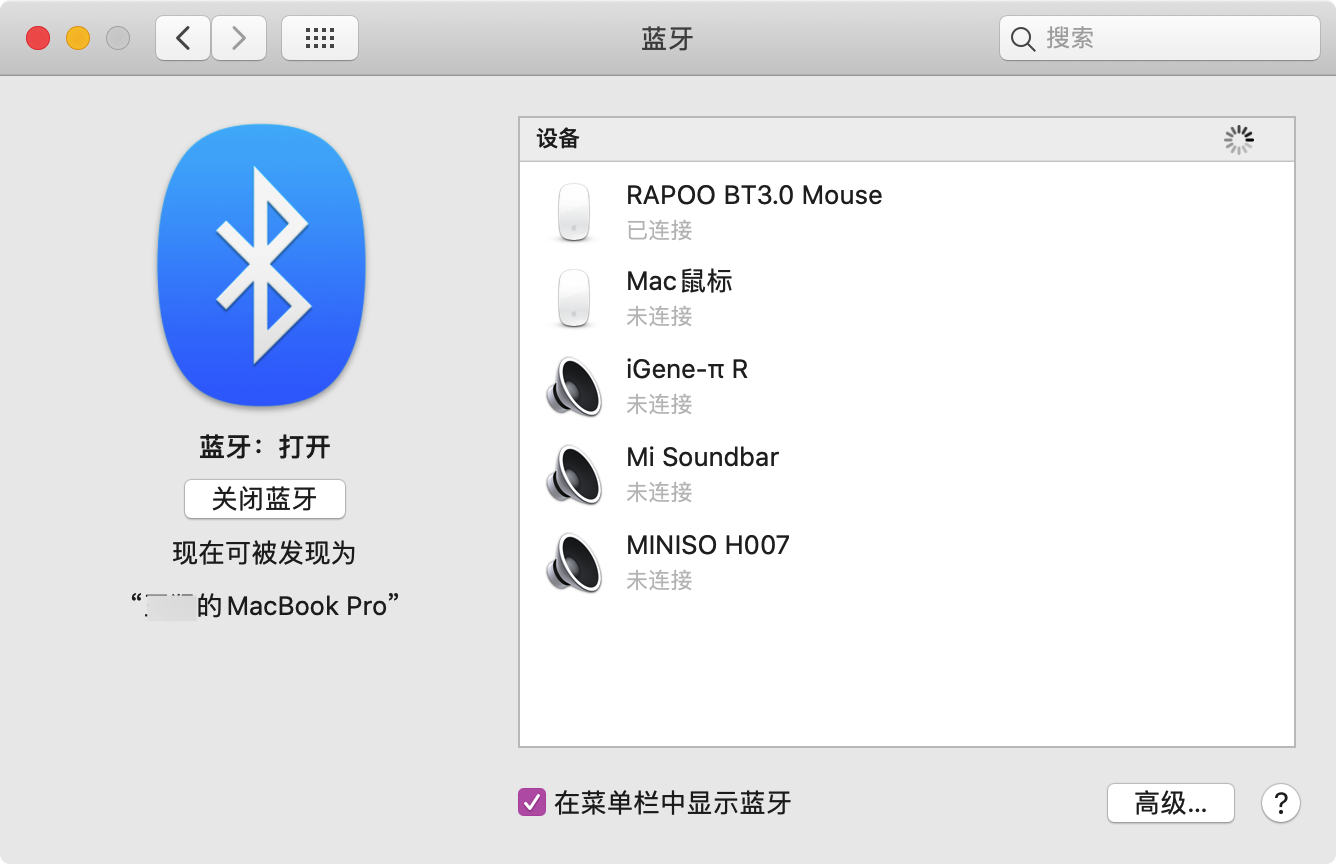 蓝牙
搜索
蓝牙：打开
关闭蓝牙
现在可被发现为
“的MacBook Pro”
设备
RAPOO BT3.0 Mouse
已连接
Mac鼠标
未连接
iGene-π R
未连接
Mi Soundbar
未连接
MINISO H007
未连接
在菜单栏中显示蓝牙
高级...
?